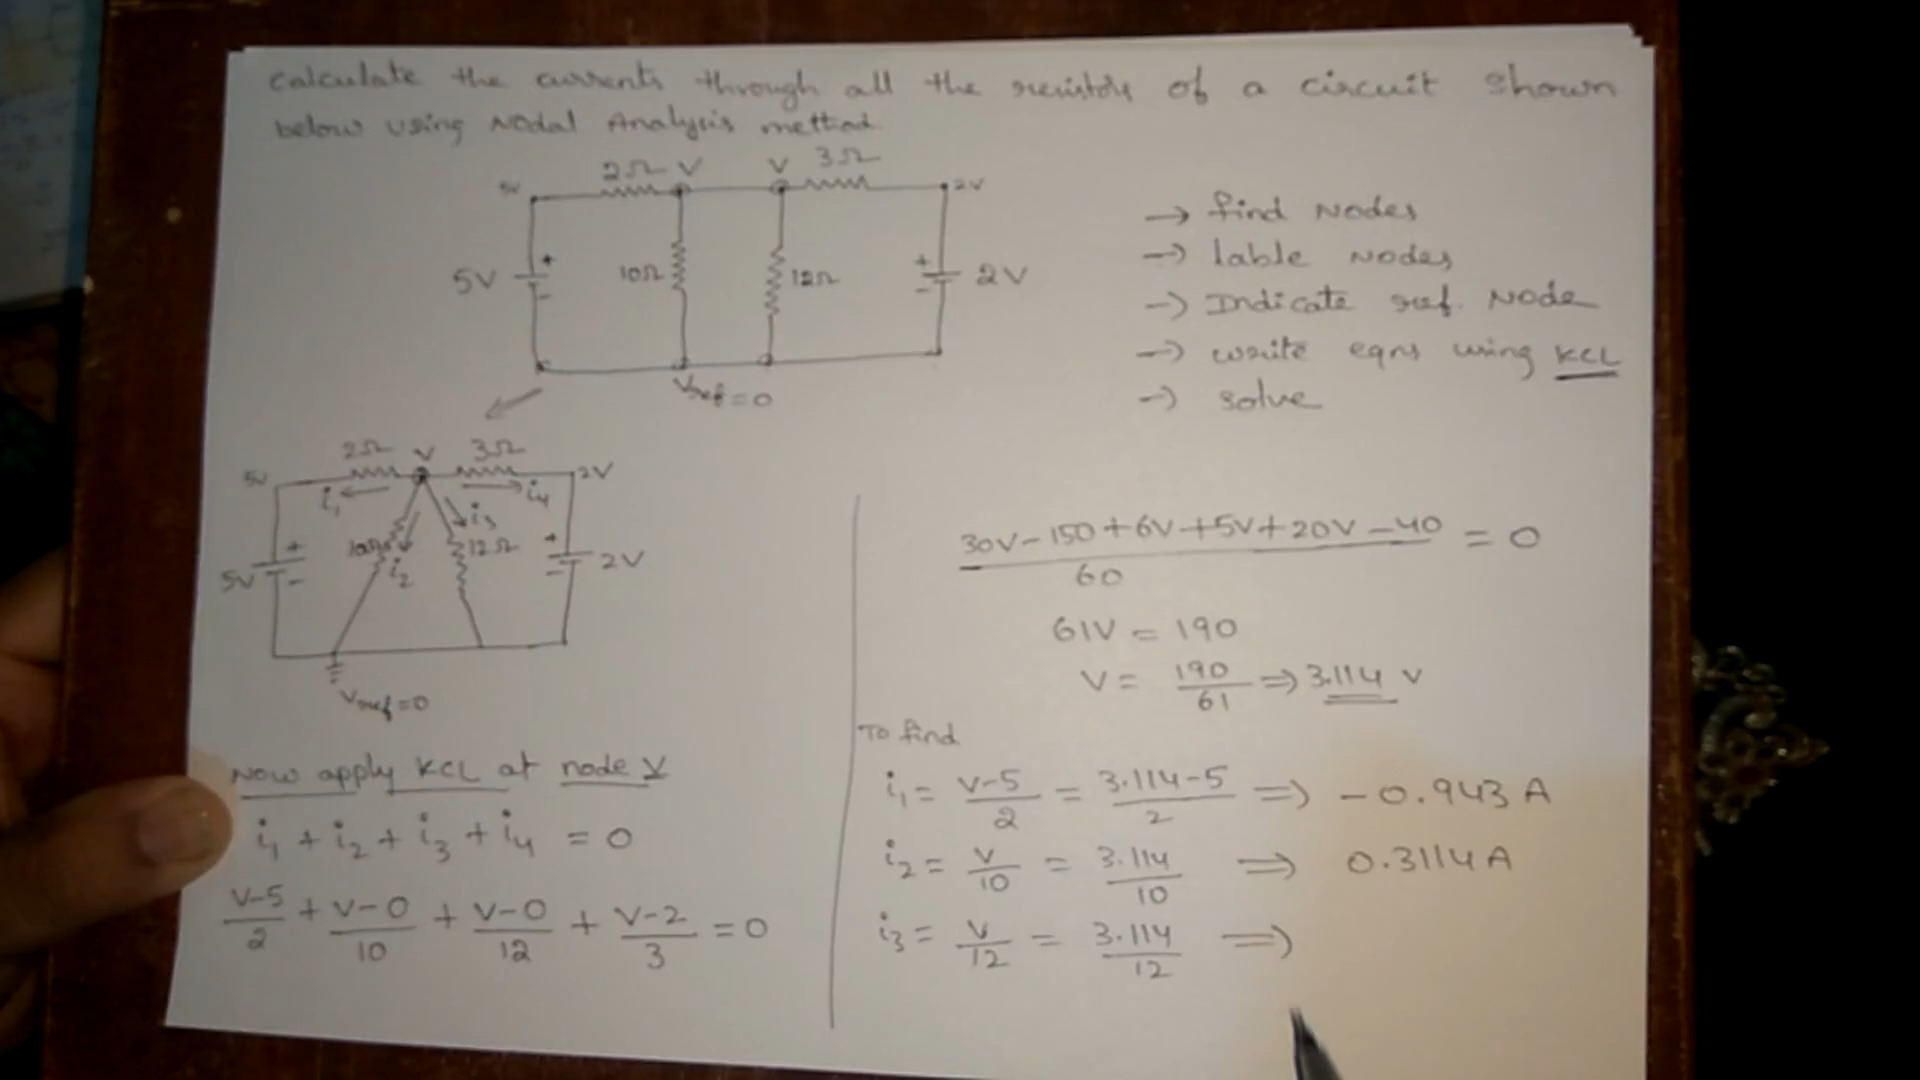 Calculate the currents through all the resistors of a circuit shown
below using Nodal Analysis method.
5V 2Ω V V 3Ω 2V
5V + - 10Ω 12Ω + - 2V
Vref = 0
→ find Nodes
→ lable Nodes
→ Indicate ref. Node
→ write eqns using KCL
→ solve
5V 2Ω V 3Ω 2V
i1 i3 i4
5V + - 10Ω i2 12Ω + - 2V
Vref = 0
Now apply KCL at node V
i1 + i2 + i3 + i4 = 0
V-5/2 + V-0/10 + V-0/12 + V-2/3 = 0
30V-150+6V+5V+20V-40/60 = 0
61V = 190
V = 190/61 ⇒ 3.114 V
To find
i1 = V-5/2 = 3.114-5/2 ⇒ -0.943 A
i2 = V/10 = 3.114/10 ⇒ 0.3114 A
i3 = V/12 = 3.114/12 ⇒